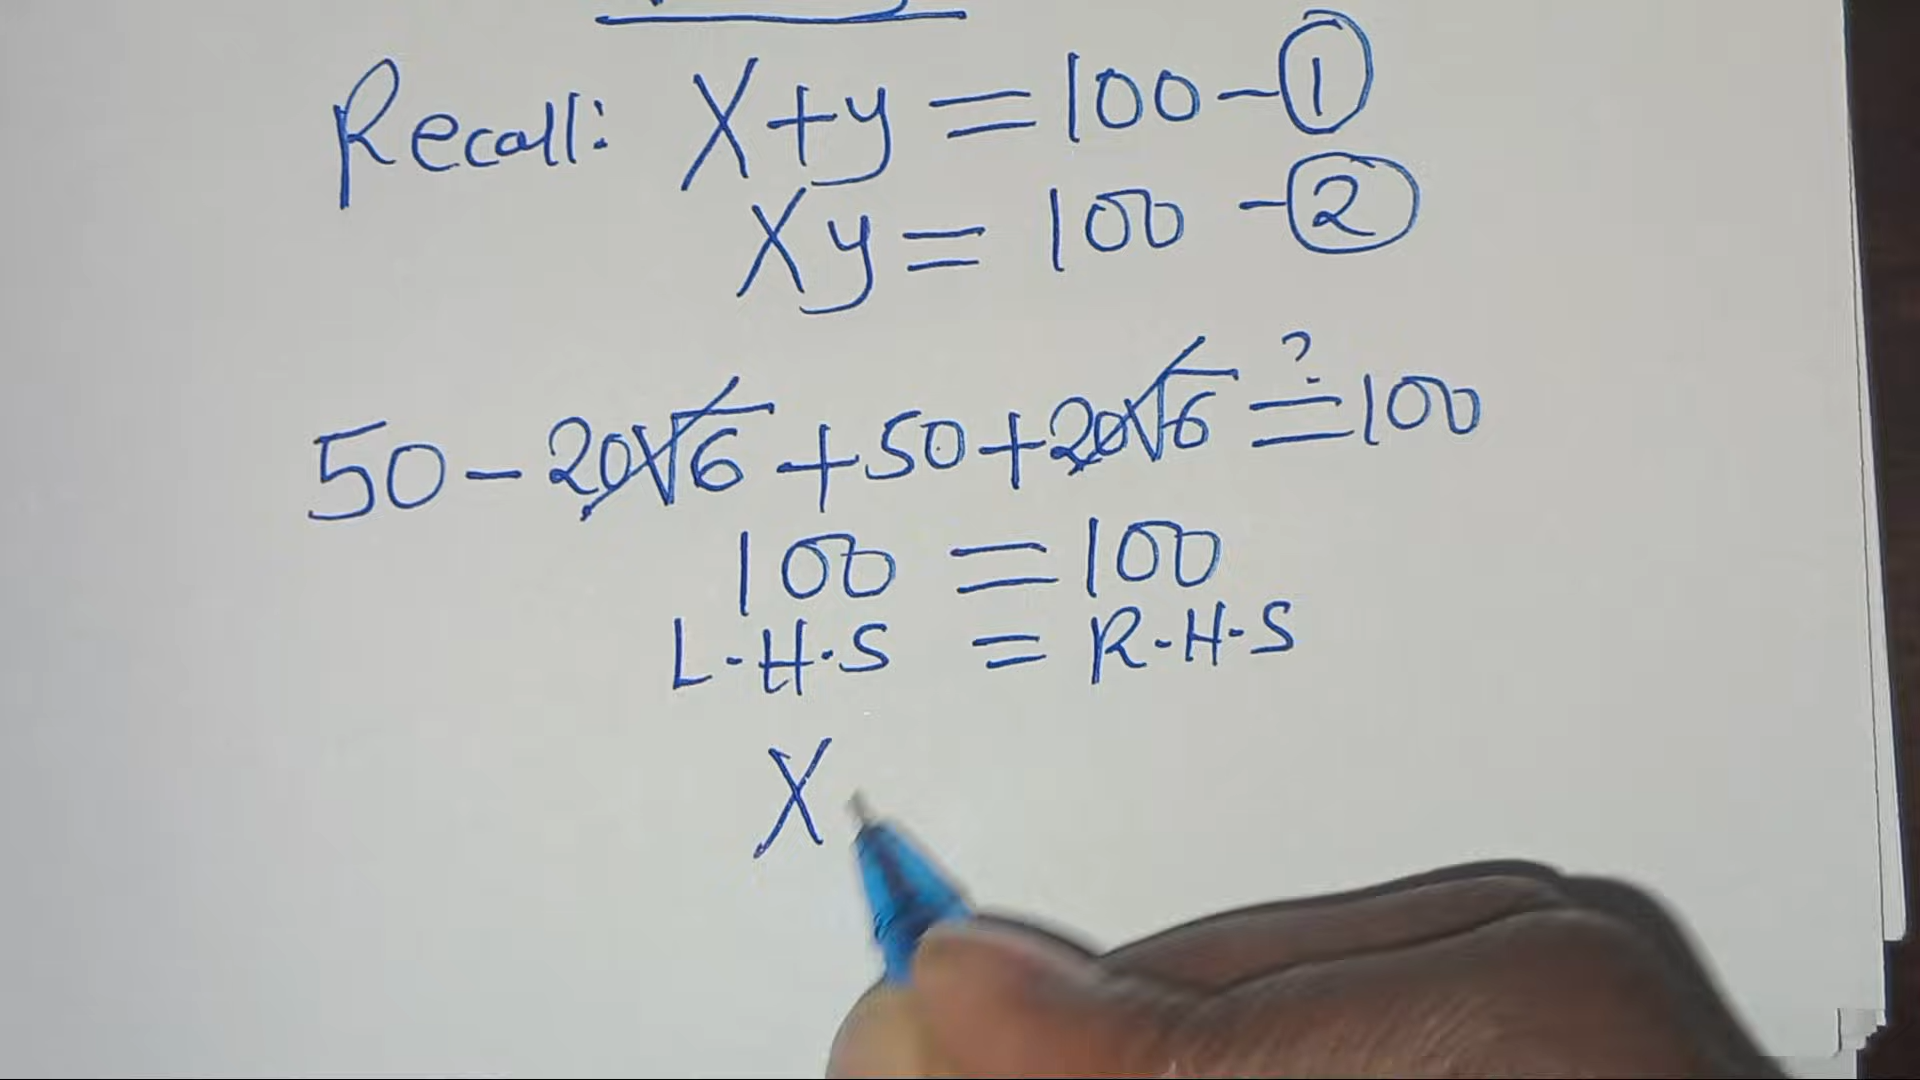 Recall: X+y=100-①
Xy=100-②
50-20√6+50+20√6≟100
100=100
L.H.S = R.H.S
X